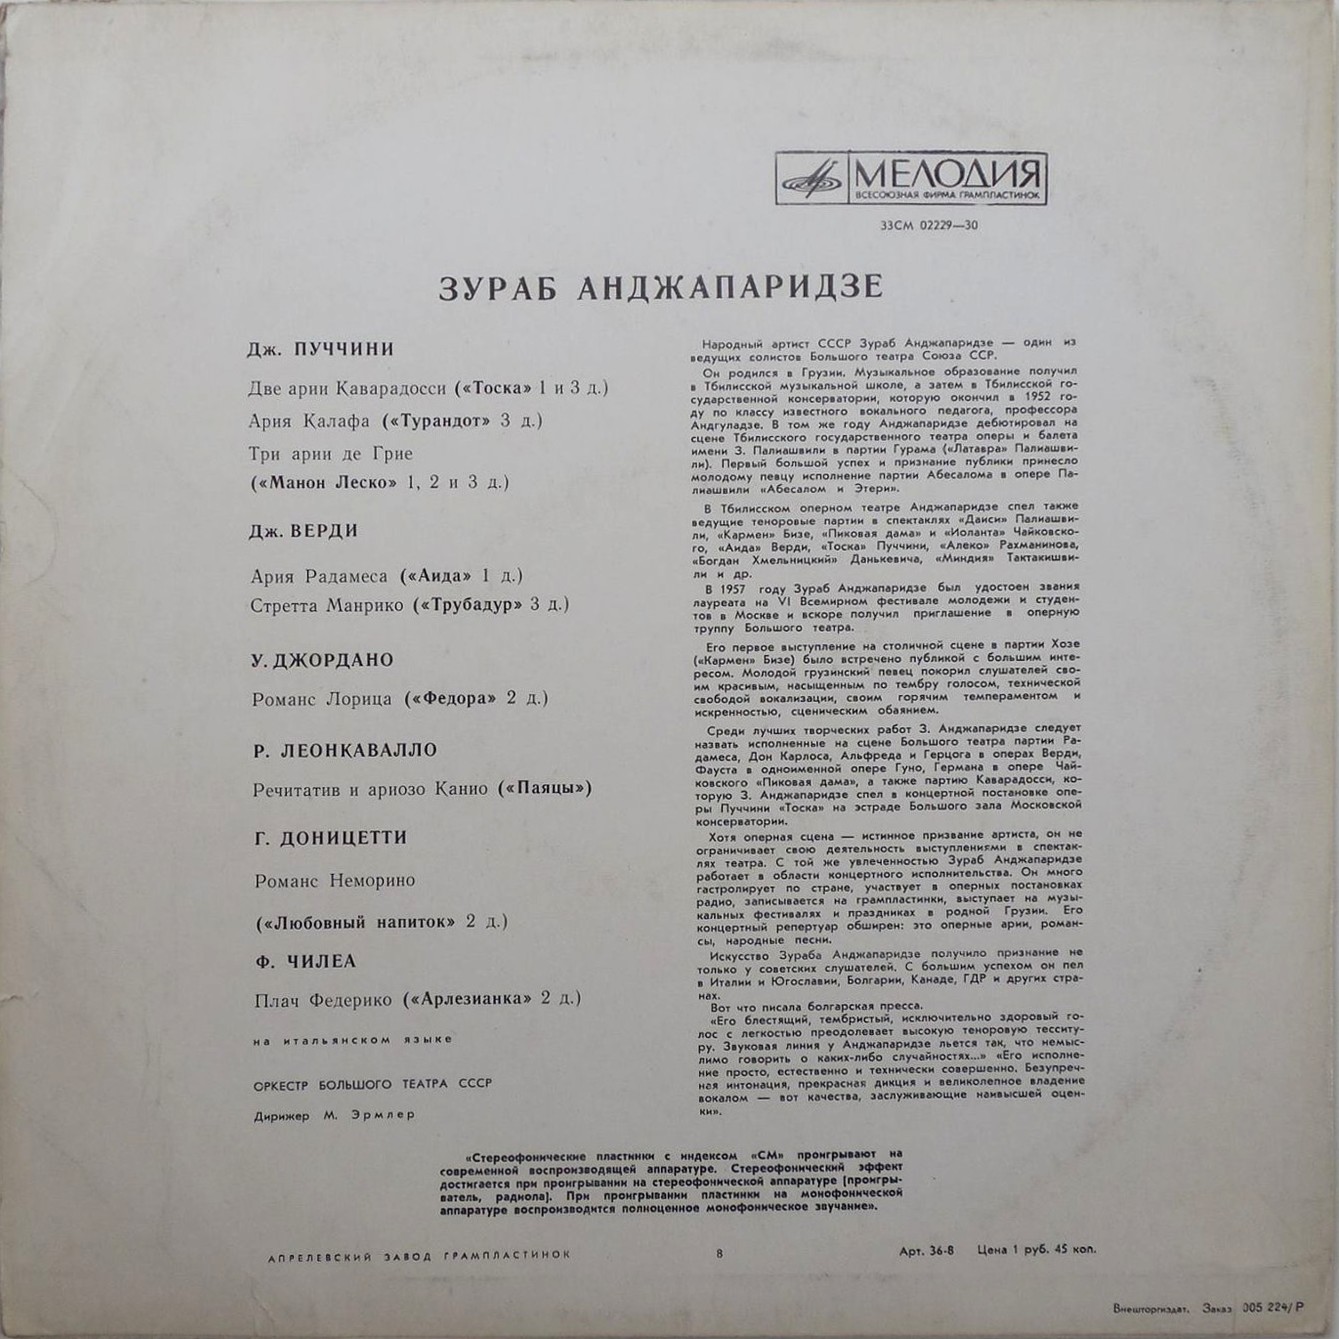 МЕЛОДИЯ
ВСЕСОЮЗНАЯ ФИРМА ГРАМПЛАСТИНОК
33СМ 02229—30
ЗУРАБ АНДЖАПАРИДЗЕ
Дж. ПУЧЧИНИ
Две арии Каварадосси («Тоска» 1 и 3 д.)
Ария Калафа («Турандот» 3 д.)
Три арии де Грие
(«Манон Леско» 1, 2 и 3 д.)
Дж. ВЕРДИ
Ария Радамеса («Аида» 1 д.)
Стретта Манрико («Трубадур» 3 д.)
У. ДЖОРДАНО
Романс Лорица («Федора» 2 д.)
Р. ЛЕОНКАВАЛЛО
Речитатив и ариозо Канио («Паяцы»)
Г. ДОНИЦЕТТИ
Романс Неморино
(«Любовный напиток» 2 д.)
Ф. ЧИЛЕА
Плач Федерико («Арлезианка» 2 д.)
на итальянском языке
ОРКЕСТР БОЛЬШОГО ТЕАТРА СССР
Дирижер М. Эрмлер
Народный артист СССР Зураб Анджапаридзе — один из
ведущих солистов Большого театра Союза ССР.
Он родился в Грузии. Музыкальное образование получил
в Тбилисской музыкальной школе, а затем в Тбилисской го-
сударственной консерватории, которую окончил в 1952 го-
ду по классу известного вокального педагога, профессора
Андгуладзе. В том же году Анджапаридзе дебютировал на
сцене Тбилисского государственного театра оперы и балета
имени З. Палиашвили в партии Гурама («Латавра» Палиашви-
ли). Первый большой успех и признание публики принесло
молодому певцу исполнение партии Абесалома в опере Па-
лиашвили «Абесалом и Этери».
В Тбилисском оперном театре Анджапаридзе спел также
ведущие теноровые партии в спектаклях «Даиси» Палиашви-
ли, «Кармен» Бизе, «Пиковая дама» и «Иоланта» Чайковско-
го, «Аида» Верди, «Тоска» Пуччини, «Алеко» Рахманинова,
«Богдан Хмельницкий» Данькевича, «Миндия» Тактакишви-
ли и др.
В 1957 году Зураб Анджапаридзе был удостоен звания
лауреата на VI Всемирном фестивале молодежи и студен-
тов в Москве и вскоре получил приглашение в оперную
труппу Большого театра.
Его первое выступление на столичной сцене в партии Хозе
(«Кармен» Бизе) было встречено публикой с большим инте-
ресом. Молодой грузинский певец покорил слушателей сво-
им красивым, насыщенным по тембру голосом, технической
свободой вокализации, своим горячим темпераментом и
искренностью, сценическим обаянием.
Среди лучших творческих работ З. Анджапаридзе следует
назвать исполненные на сцене Большого театра партии Ра-
дамеса, Дон Карлоса, Альфреда и Герцога в операх Верди,
Фауста в одноименной опере Гуно, Германа в опере Чай-
ковского «Пиковая дама», а также партию Каварадосси, ко-
торую З. Анджапаридзе спел в концертной постановке опе-
ры Пуччини «Тоска» на эстраде Большого зала Московской
консерватории.
Хотя оперная сцена — истинное призвание артиста, он не
ограничивает свою деятельность выступлениями в спектак-
лях театра. С той же увлеченностью Зураб Анджапаридзе
работает в области концертного исполнительства. Он много
гастролирует по стране, участвует в оперных постановках
радио, записывается на грампластинки, выступает на музы-
кальных фестивалях и праздниках в родной Грузии. Его
концертный репертуар обширен: это оперные арии, роман-
сы, народные песни.
Искусство Зураба Анджапаридзе получило признание не
только у советских слушателей. С большим успехом он пел
в Италии и Югославии, Болгарии, Канаде, ГДР и других стра-
нах.
Вот что писала болгарская пресса.
«Его блестящий, тембристый, исключительно здоровый го-
лос с легкостью преодолевает высокую теноровую тесситу-
ру. Звуковая линия у Анджапаридзе льется так, что немыс-
лимо говорить о каких-либо случайностях...» «Его исполне-
ние просто, естественно и технически совершенно. Безупреч-
ная интонация, прекрасная дикция и великолепное владение
вокалом — вот качества, заслуживающие наивысшей оцен-
ки».
«Стереофонические пластинки с индексом «СМ» проигрывают на
современной воспроизводящей аппаратуре. Стереофонический эффект
достигается при проигрывании на стереофонической аппаратуре (проигры-
ватель, радиола). При проигрывании пластинки на монофонической
аппаратуре воспроизводится полноценное монофоническое звучание».
АПРЕЛЕВСКИЙ ЗАВОД ГРАМПЛАСТИНОК 8 Арт. 36-8 Цена 1 руб. 45 коп.
Внешторгиздат. Заказ 005 224/Р